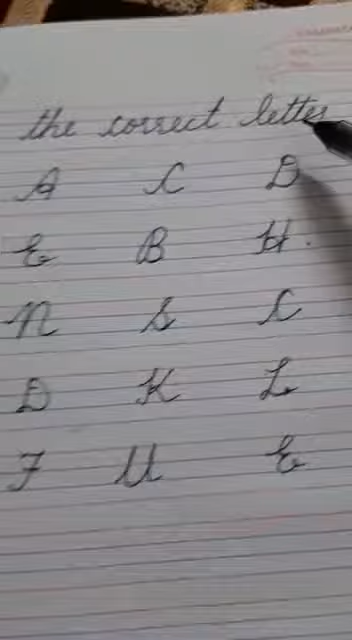 the correct letter
A C D
E B H.
N S C
D K L
F U E